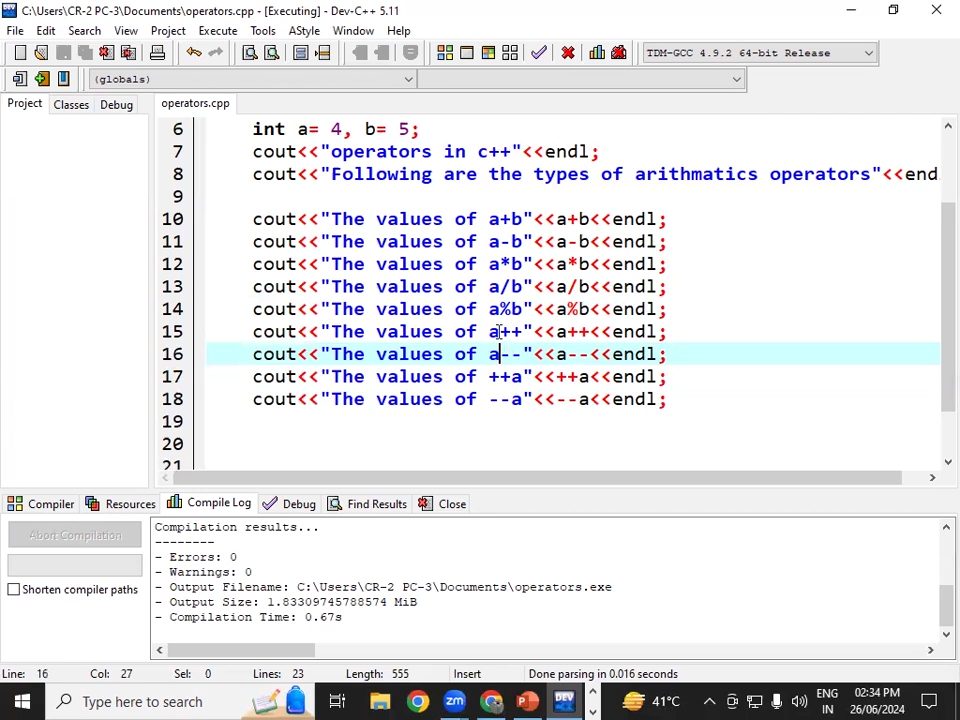 C:\Users\CR-2 PC-3\Documents\operators.cpp - [Executing] - Dev-C++ 5.11
File Edit Search View Project Execute Tools AStyle Window Help
TDM-GCC 4.9.2 64-bit Release
(globals)
Project Classes Debug operators.cpp
6 int a= 4, b= 5;
7 cout<<"operators in c++"<<endl;
8 cout<<"Following are the types of arithmatics operators"<<end
9
10 cout<<"The values of a+b"<<a+b<<endl;
11 cout<<"The values of a-b"<<a-b<<endl;
12 cout<<"The values of a*b"<<a*b<<endl;
13 cout<<"The values of a/b"<<a/b<<endl;
14 cout<<"The values of a%b"<<a%b<<endl;
15 cout<<"The values of a++"<<a++<<endl;
16 cout<<"The values of a--"<<a--<<endl;
17 cout<<"The values of ++a"<<++a<<endl;
18 cout<<"The values of --a"<<--a<<endl;
19
20
21
Compiler Resources Compile Log Debug Find Results Close
Abort Compilation
Shorten compiler paths
Compilation results...
--------
- Errors: 0
- Warnings: 0
- Output Filename: C:\Users\CR-2 PC-3\Documents\operators.exe
- Output Size: 1.83309745788574 MiB
- Compilation Time: 0.67s
Line: 16 Col: 27 Sel: 0 Lines: 23 Length: 555 Insert Done parsing in 0.016 seconds
Type here to search
zm
DEV
41°C
ENG
IN
02:34 PM
26/06/2024